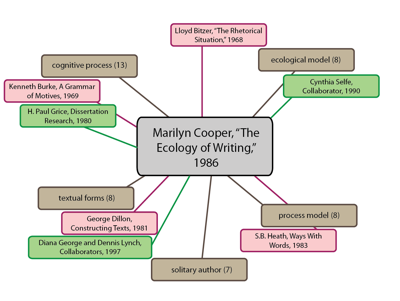 Lloyd Bitzer, "The Rhetorical
Situation," 1968
cognitive process (13)
ecological model (8)
Kenneth Burke, A Grammar
of Motives, 1969
Cynthia Selfe,
Collaborator, 1990
H. Paul Grice, Dissertation
Research, 1980
Marilyn Cooper, "The
Ecology of Writing,"
1986
textual forms (8)
process model (8)
George Dillon,
Constructing Texts, 1981
S.B. Heath, Ways With
Words, 1983
Diana George and Dennis Lynch,
Collaborators, 1997
solitary author (7)